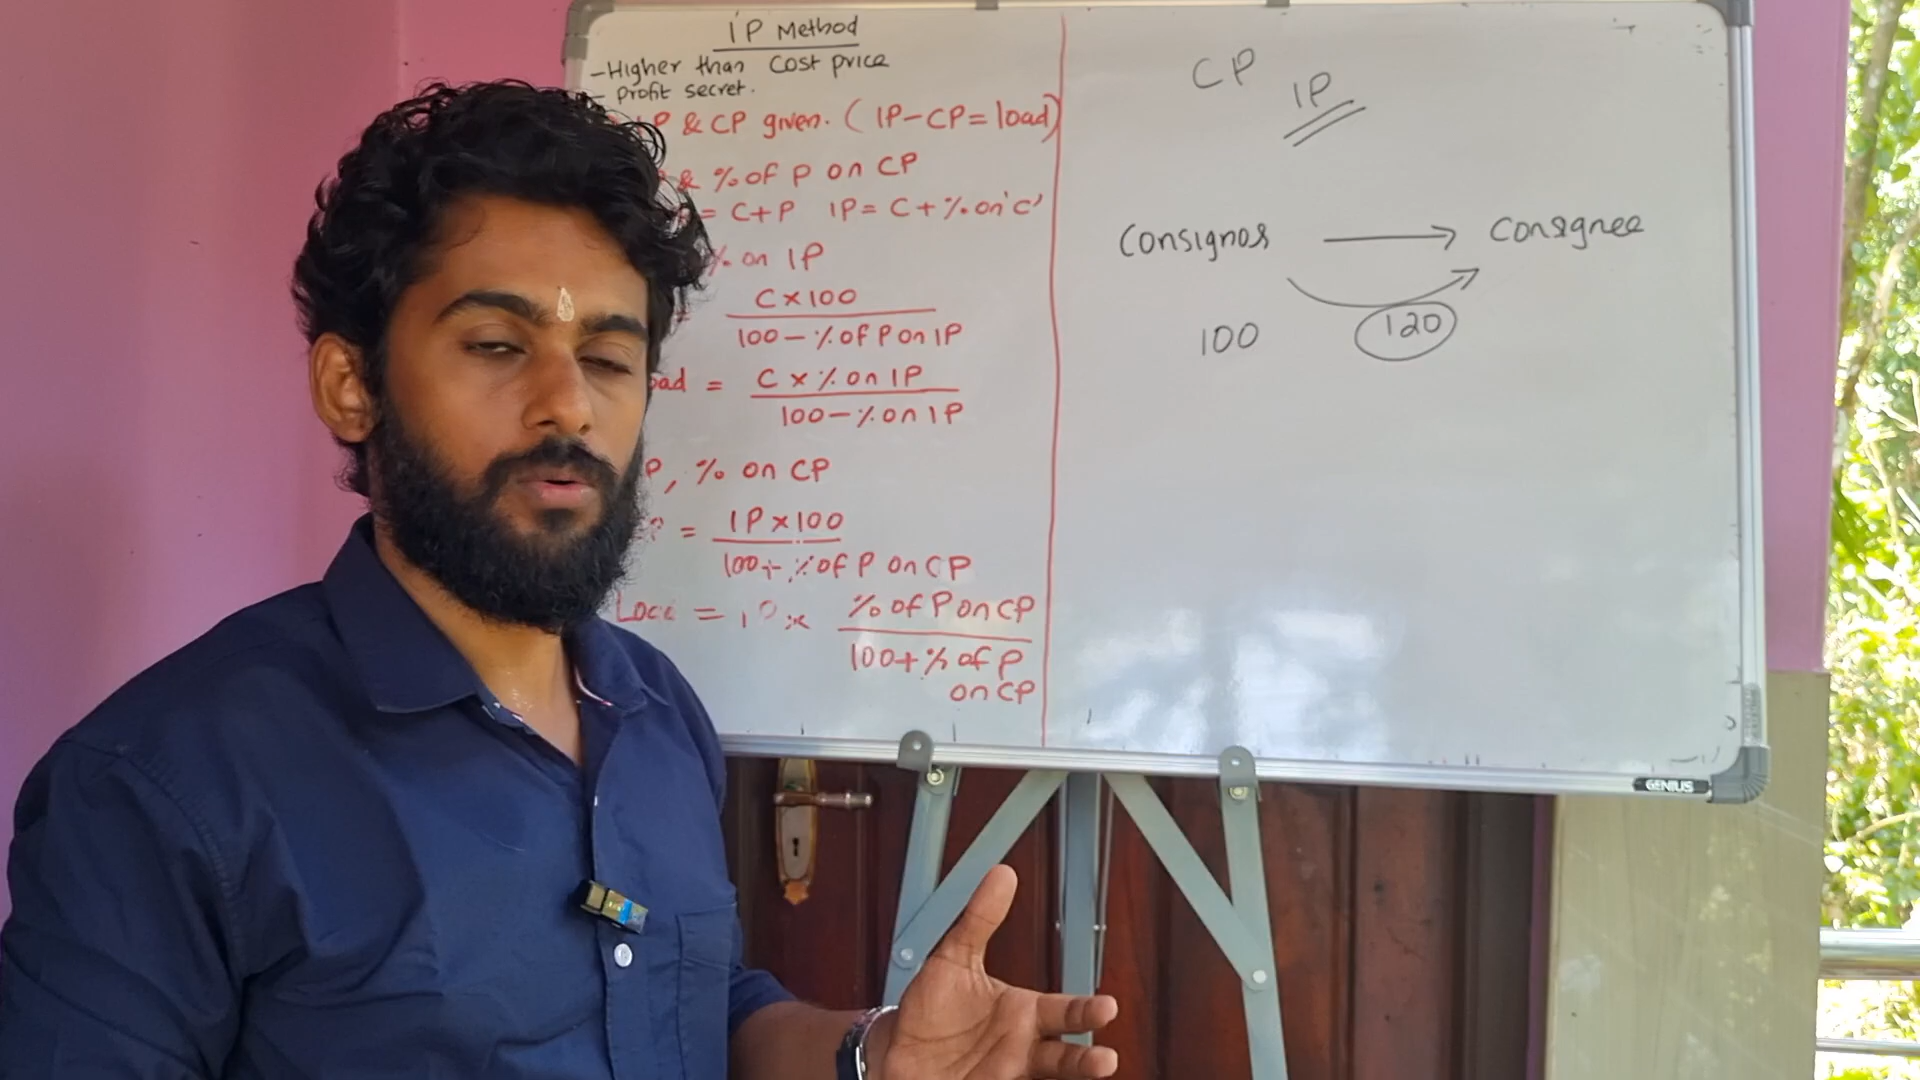 IP Method
-Higher than cost price
- Profit secret.
IP & CP given. (IP-CP=load)
& % of P on CP
= C+P IP= C+% on 'C'
% on IP
C×100
100-% of P on IP
oad = C×% on IP
100-% on IP
P, % on CP
= IP×100
100+% of P on CP
Load = IP × % of P on CP
100+% of P
on CP
CP
IP
Consignor → Consignee
100
120
GENIUS